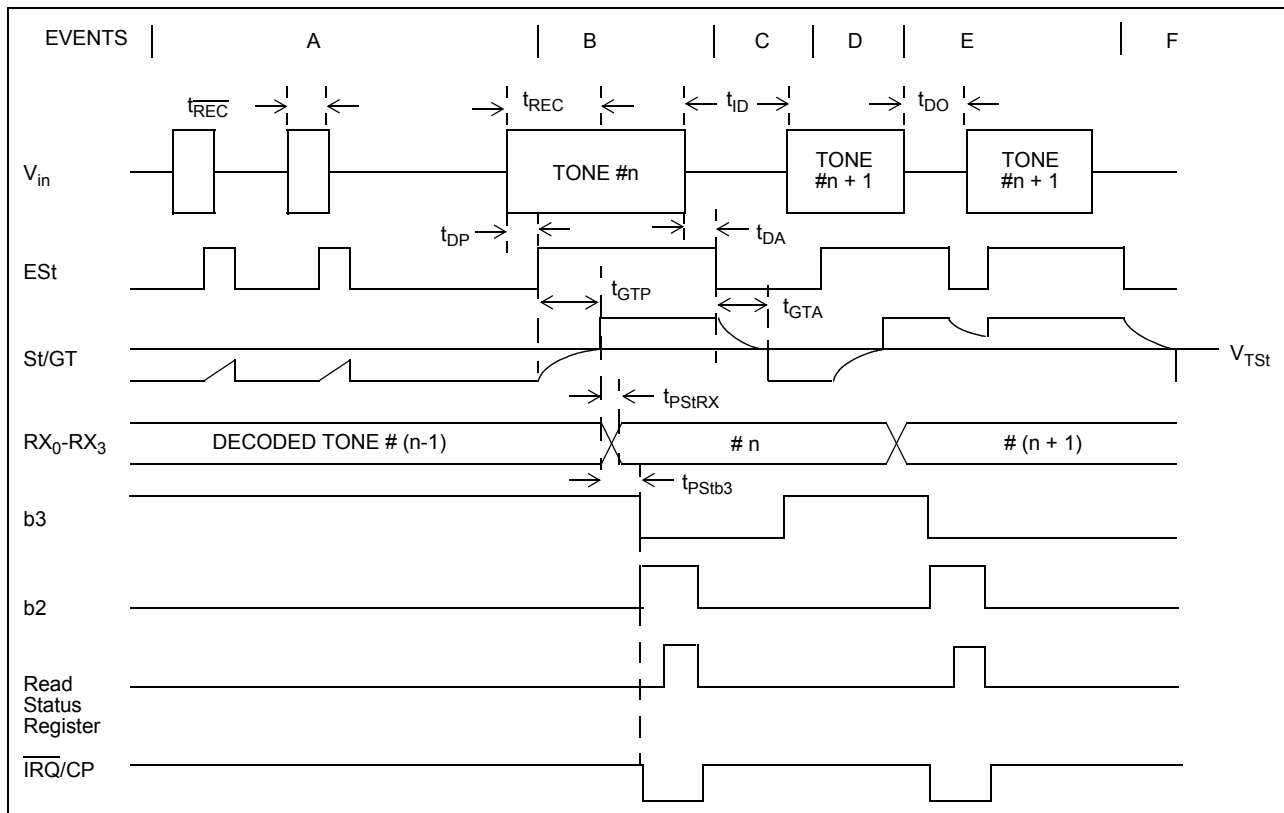 EVENTS A B C D E F
tREC tREC tID tDO
Vin TONE #n TONE #n + 1 TONE #n + 1
tDP tDA
ESt
tGTP tGTA
St/GT VTSt
tPStRX
RX0-RX3 DECODED TONE # (n-1) # n # (n + 1)
tPStb3
b3
b2
Read
Status
Register
IRQ/CP